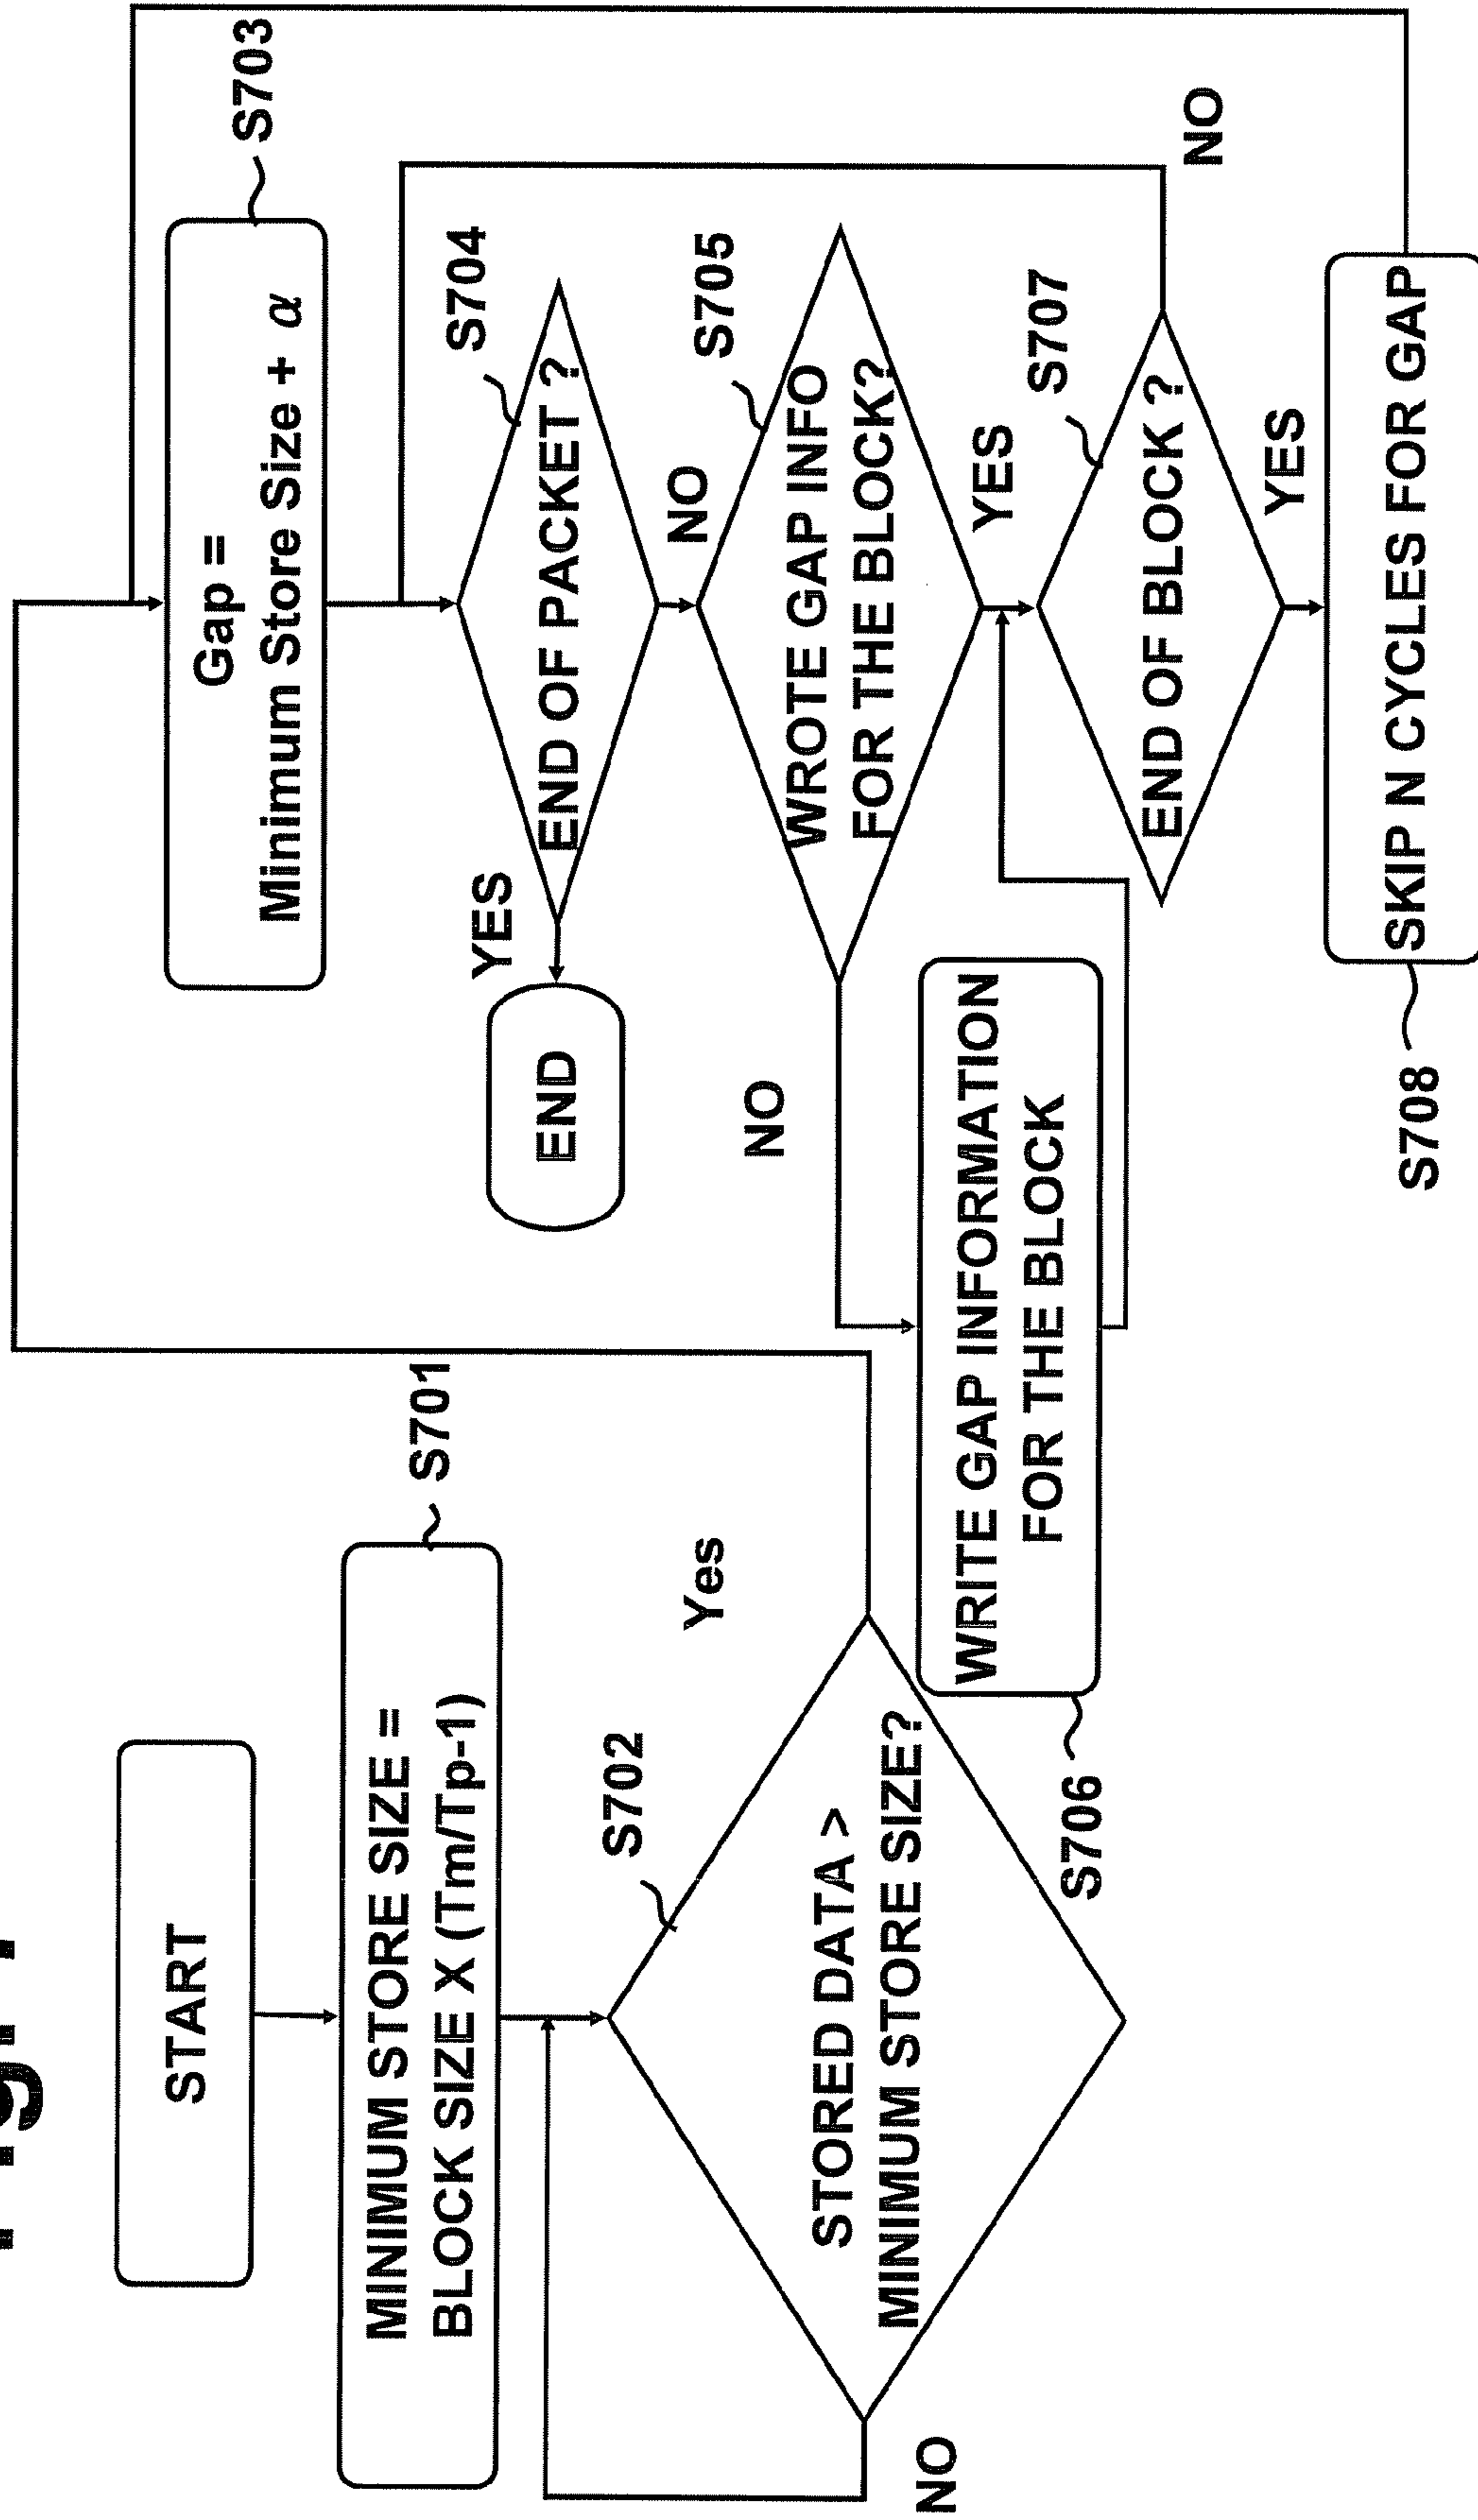 START
S701
MINIMUM STORE SIZE =
BLOCK SIZE X (Tm/Tp-1)
S702
STORED DATA >
MINIMUM STORE SIZE?
Yes
NO
S703
Gap =
Minimum Store Size + α
S704
END OF PACKET ?
YES
END
NO
S705
WROTE GAP INFO
FOR THE BLOCK?
NO
YES
S706
WRITE GAP INFORMATION
FOR THE BLOCK
S707
END OF BLOCK ?
NO
YES
S708
SKIP N CYCLES FOR GAP